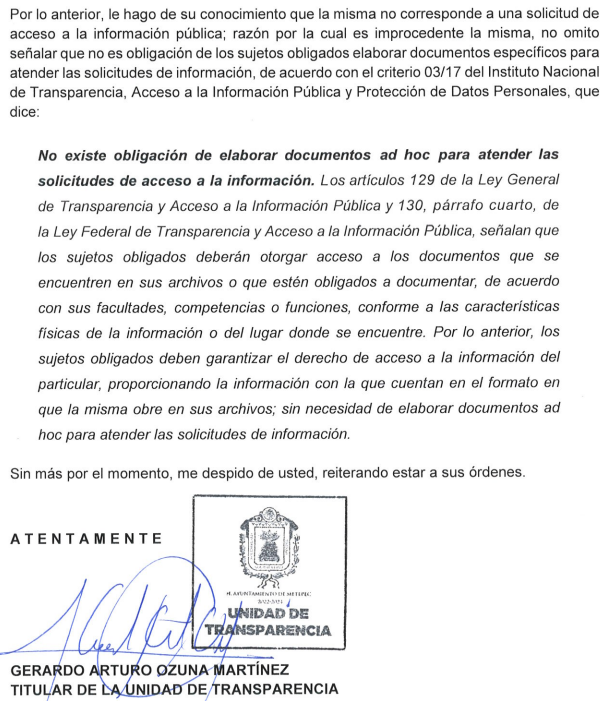 Por lo anterior, le hago de su conocimiento que la misma no corresponde a una solicitud de
acceso a la información pública; razón por la cual es improcedente la misma, no omito
señalar que no es obligación de los sujetos obligados elaborar documentos específicos para
atender las solicitudes de información, de acuerdo con el criterio 03/17 del Instituto Nacional
de Transparencia, Acceso a la Información Pública y Protección de Datos Personales, que
dice:
No existe obligación de elaborar documentos ad hoc para atender las
solicitudes de acceso a la información. Los artículos 129 de la Ley General
de Transparencia y Acceso a la Información Pública y 130, párrafo cuarto, de
la Ley Federal de Transparencia y Acceso a la Información Pública, señalan que
los sujetos obligados deberán otorgar acceso a los documentos que se
encuentren en sus archivos o que estén obligados a documentar, de acuerdo
con sus facultades, competencias o funciones, conforme a las características
físicas de la información o del lugar donde se encuentre. Por lo anterior, los
sujetos obligados deben garantizar el derecho de acceso a la información del
particular, proporcionando la información con la que cuentan en el formato en
que la misma obre en sus archivos; sin necesidad de elaborar documentos ad
hoc para atender las solicitudes de información.
Sin más por el momento, me despido de usted, reiterando estar a sus órdenes.
ATENTAMENTE
H. AYUNTAMIENTO DE METEPEC
2022-2024
UNIDAD DE
TRANSPARENCIA
GERARDO ARTURO OZUNA MARTÍNEZ
TITULAR DE LA UNIDAD DE TRANSPARENCIA